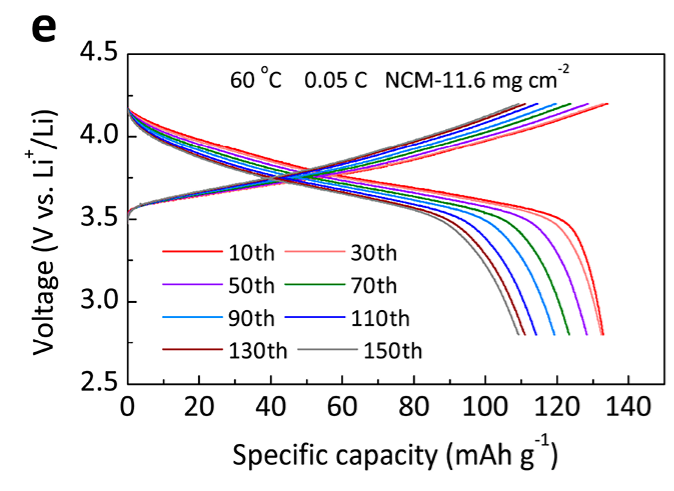 e
4.5
4.0
3.5
3.0
2.5
Voltage (V vs. Li⁺/Li)
60 °C 0.05 C NCM-11.6 mg cm⁻²
10th 30th
50th 70th
90th 110th
130th 150th
0 20 40 60 80 100 120 140
Specific capacity (mAh g⁻¹)